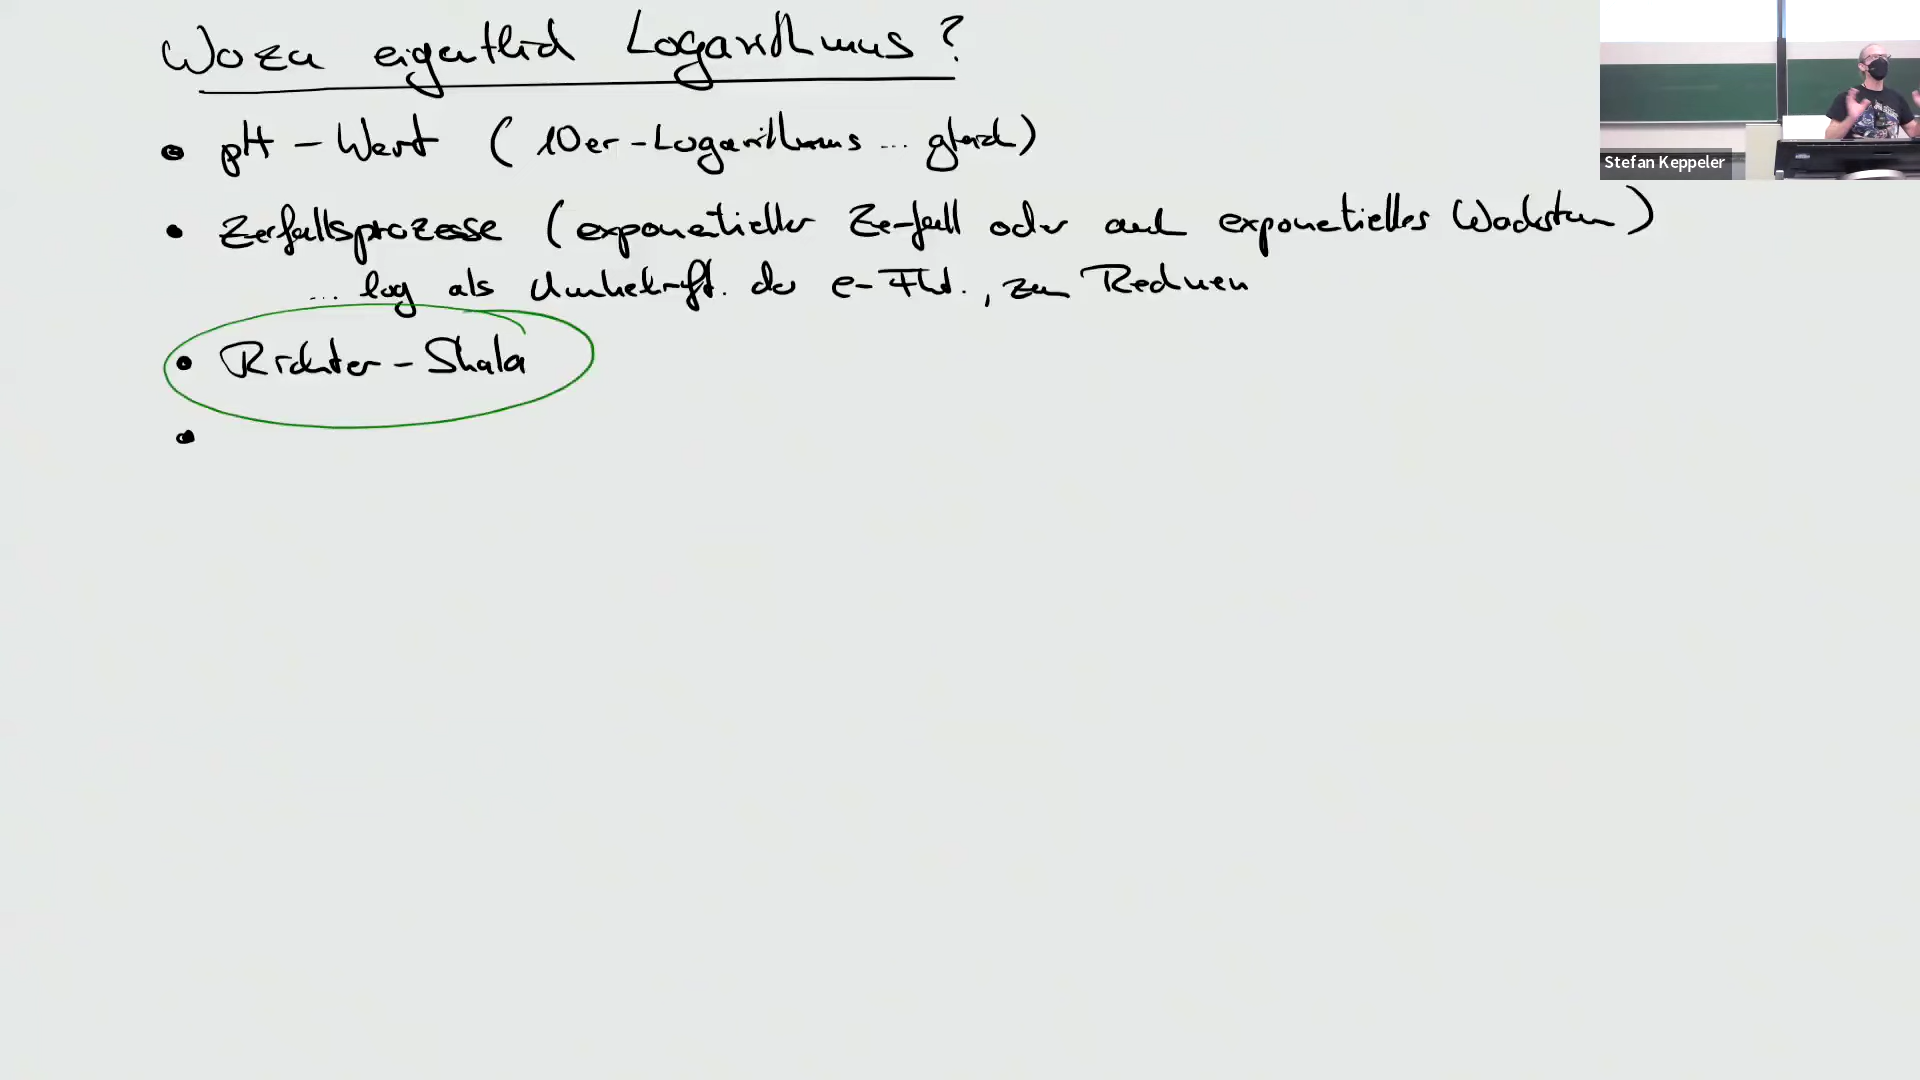 Wozu eigentlich Logarithmus?
• pH-Wert (10er-Logarithmus ... gleich)
• Zerfallsprozesse (exponentieller Zerfall oder auch exponentielles Wachstum)
... log als Umkehrfkt. der e-Fkt., zum Rechnen
• Richter-Skala
•
Stefan Keppeler